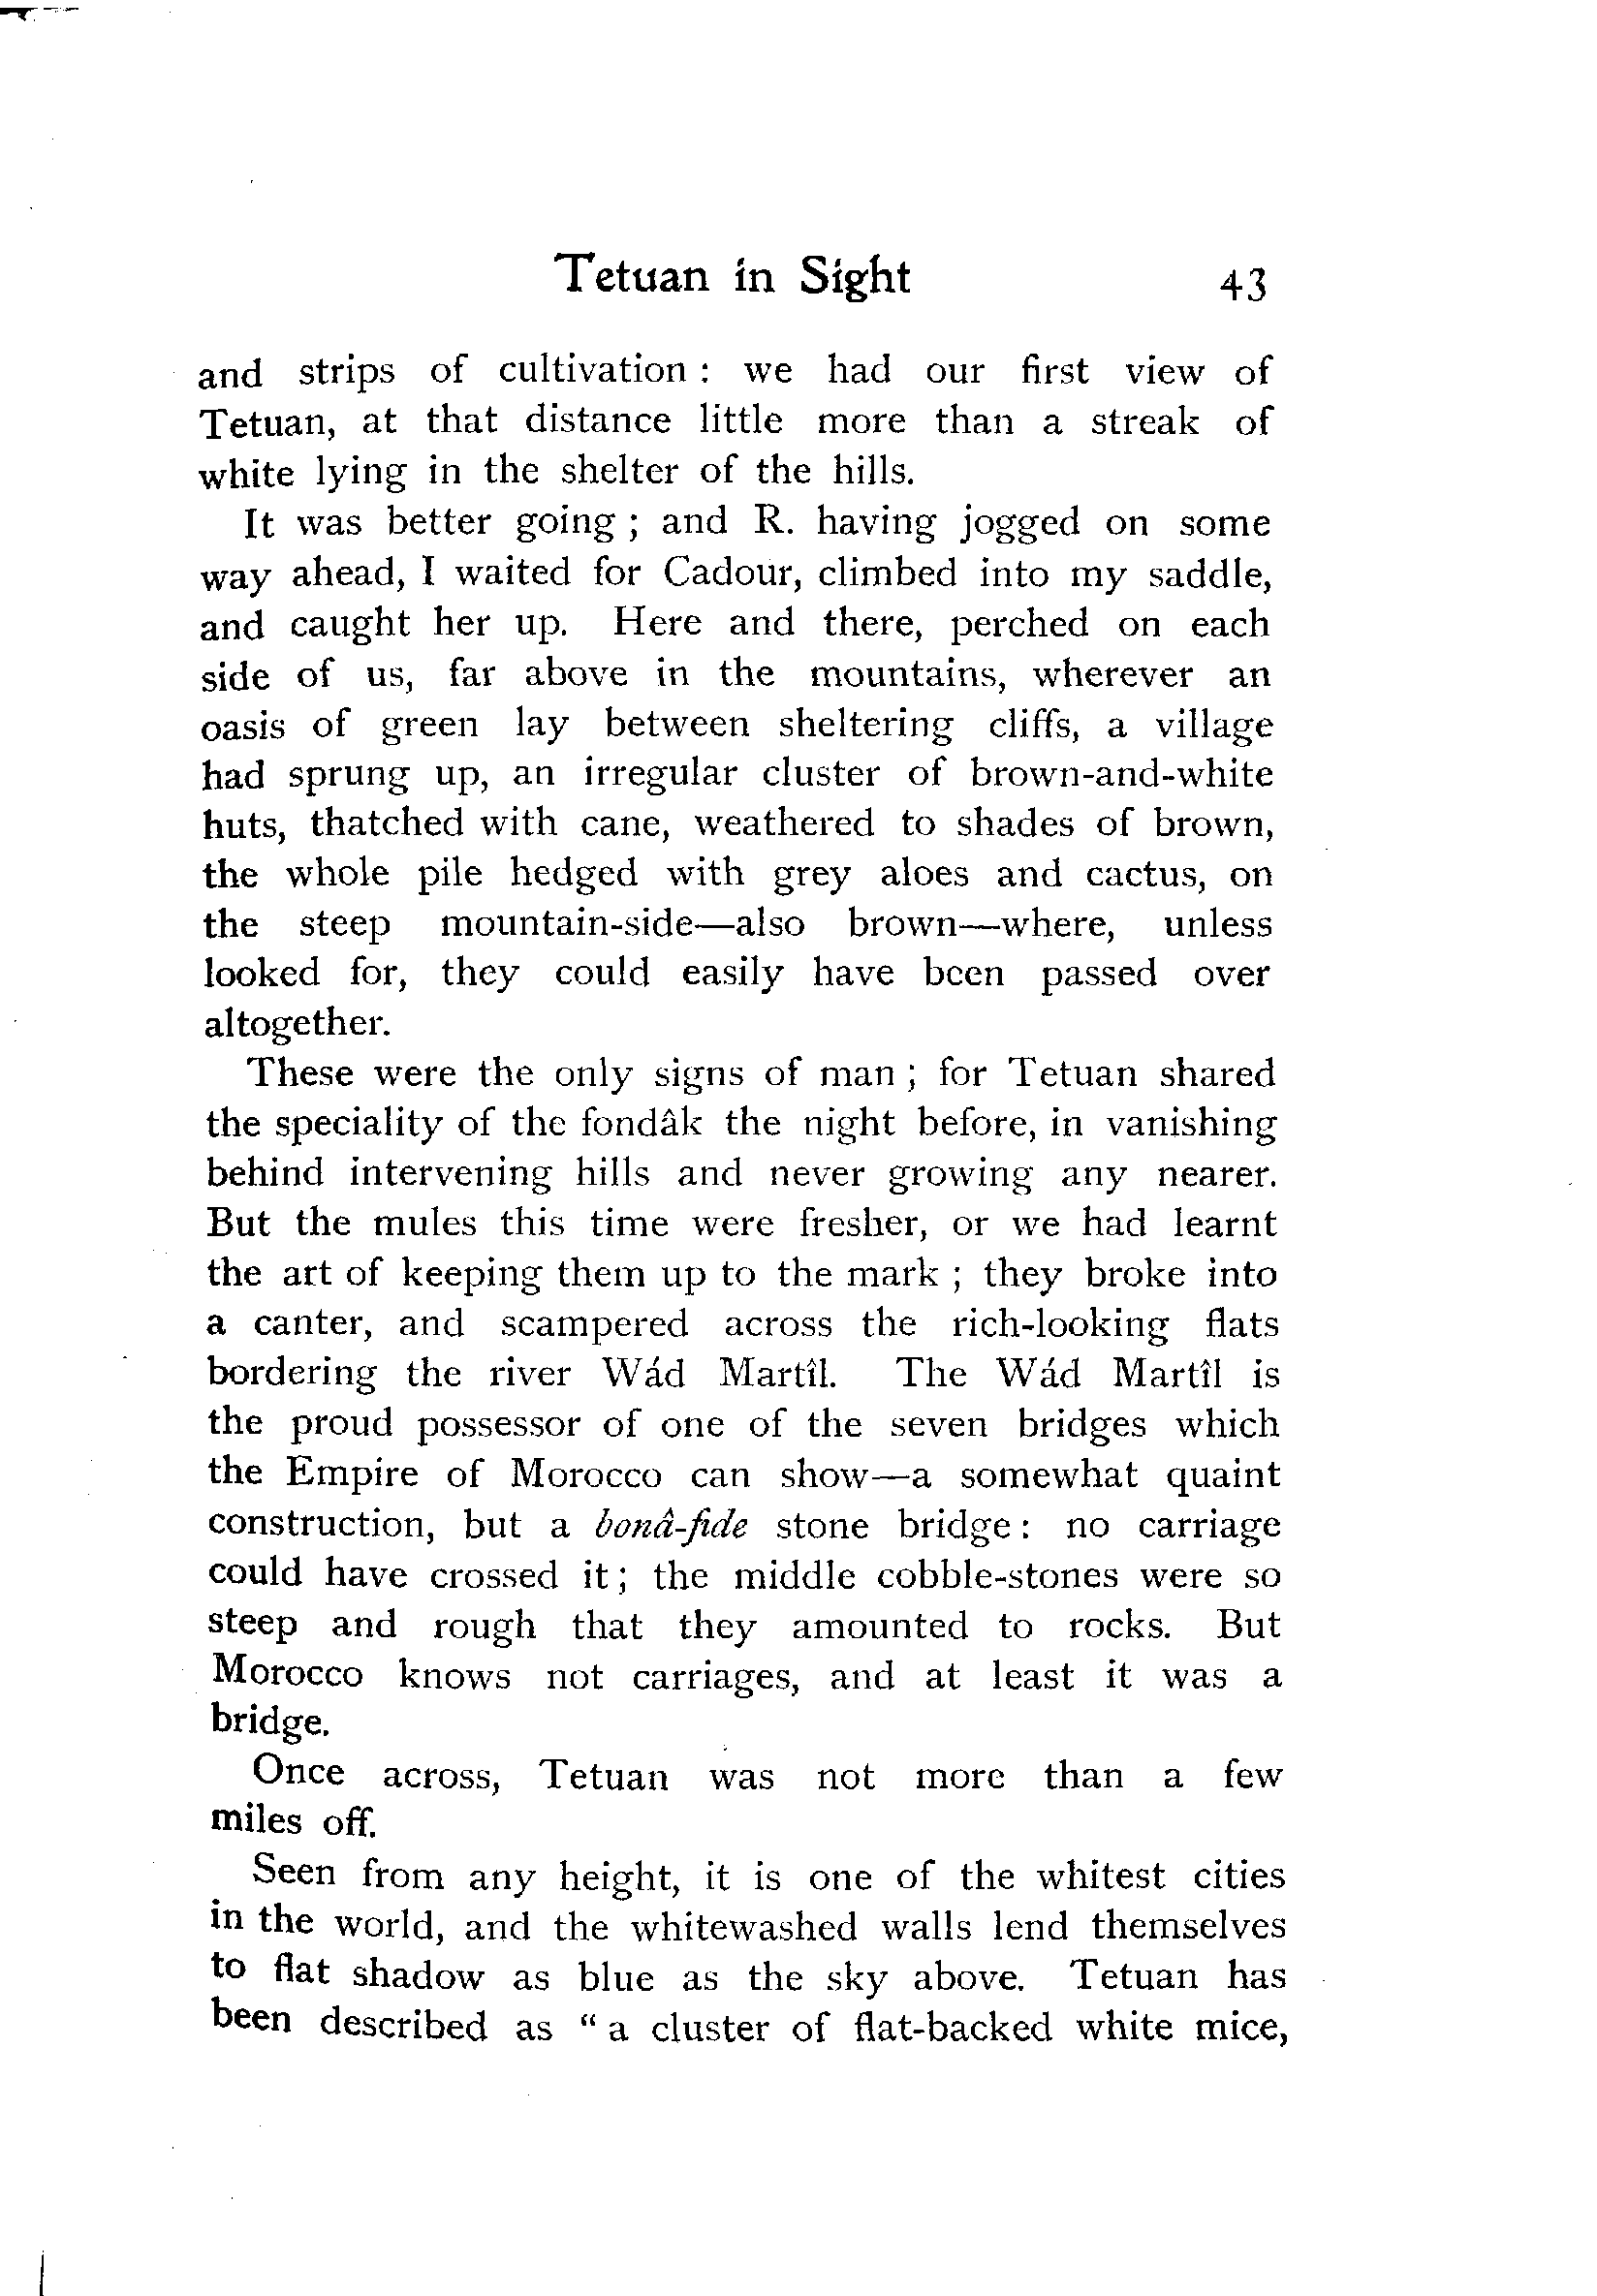 Tetuan in Sight 43
and strips of cultivation : we had our first view of
Tetuan, at that distance little more than a streak of
white lying in the shelter of the hills.
It was better going ; and R. having jogged on some
way ahead, I waited for Cadour, climbed into my saddle,
and caught her up. Here and there, perched on each
side of us, far above in the mountains, wherever an
oasis of green lay between sheltering cliffs, a village
had sprung up, an irregular cluster of brown-and-white
huts, thatched with cane, weathered to shades of brown,
the whole pile hedged with grey aloes and cactus, on
the steep mountain-side—also brown—where, unless
looked for, they could easily have been passed over
altogether.
These were the only signs of man ; for Tetuan shared
the speciality of the fondâk the night before, in vanishing
behind intervening hills and never growing any nearer.
But the mules this time were fresher, or we had learnt
the art of keeping them up to the mark ; they broke into
a canter, and scampered across the rich-looking flats
bordering the river Wád Martîl. The Wád Martîl is
the proud possessor of one of the seven bridges which
the Empire of Morocco can show—a somewhat quaint
construction, but a bonâ-fide stone bridge : no carriage
could have crossed it ; the middle cobble-stones were so
steep and rough that they amounted to rocks. But
Morocco knows not carriages, and at least it was a
bridge.
Once across, Tetuan was not more than a few
miles off.
Seen from any height, it is one of the whitest cities
in the world, and the whitewashed walls lend themselves
to flat shadow as blue as the sky above. Tetuan has
been described as “ a cluster of flat-backed white mice,